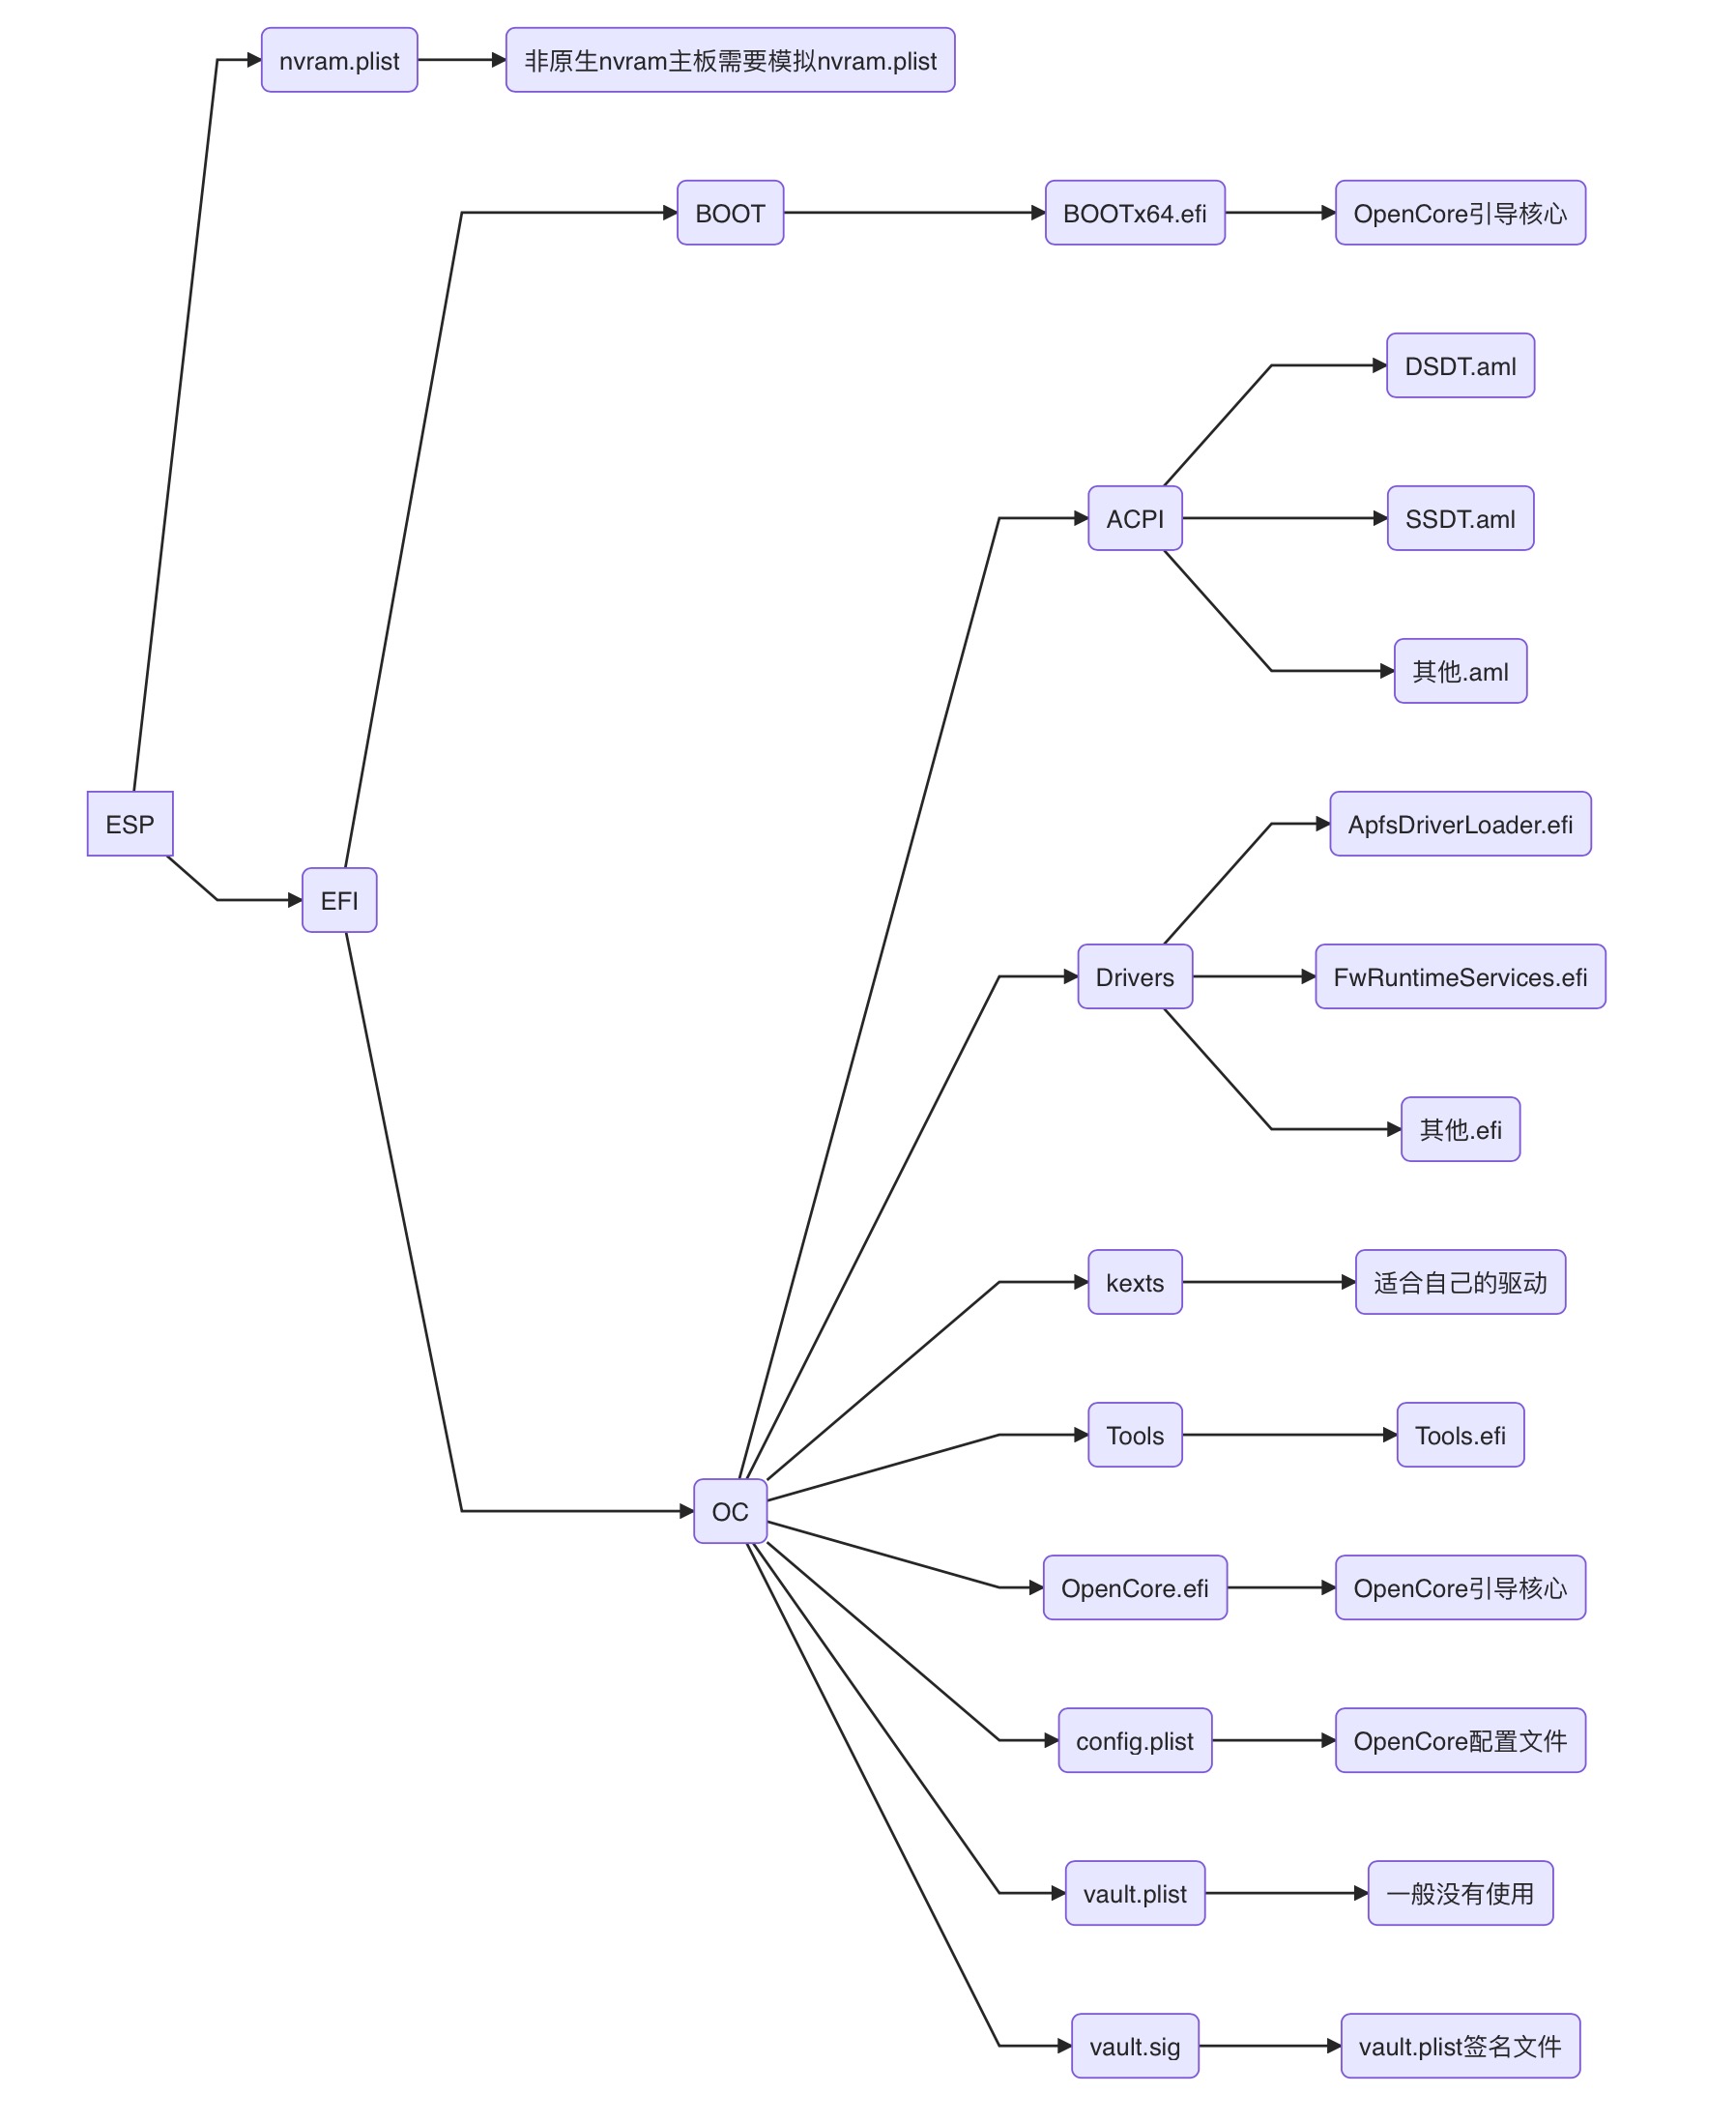 nvram.plist
非原生nvram主板需要模拟nvram.plist
BOOT
BOOTx64.efi
OpenCore引导核心
DSDT.aml
ACPI
SSDT.aml
其他.aml
ESP
ApfsDriverLoader.efi
EFI
Drivers
FwRuntimeServices.efi
其他.efi
kexts
适合自己的驱动
Tools
Tools.efi
OC
OpenCore.efi
OpenCore引导核心
config.plist
OpenCore配置文件
vault.plist
一般没有使用
vault.sig
vault.plist签名文件